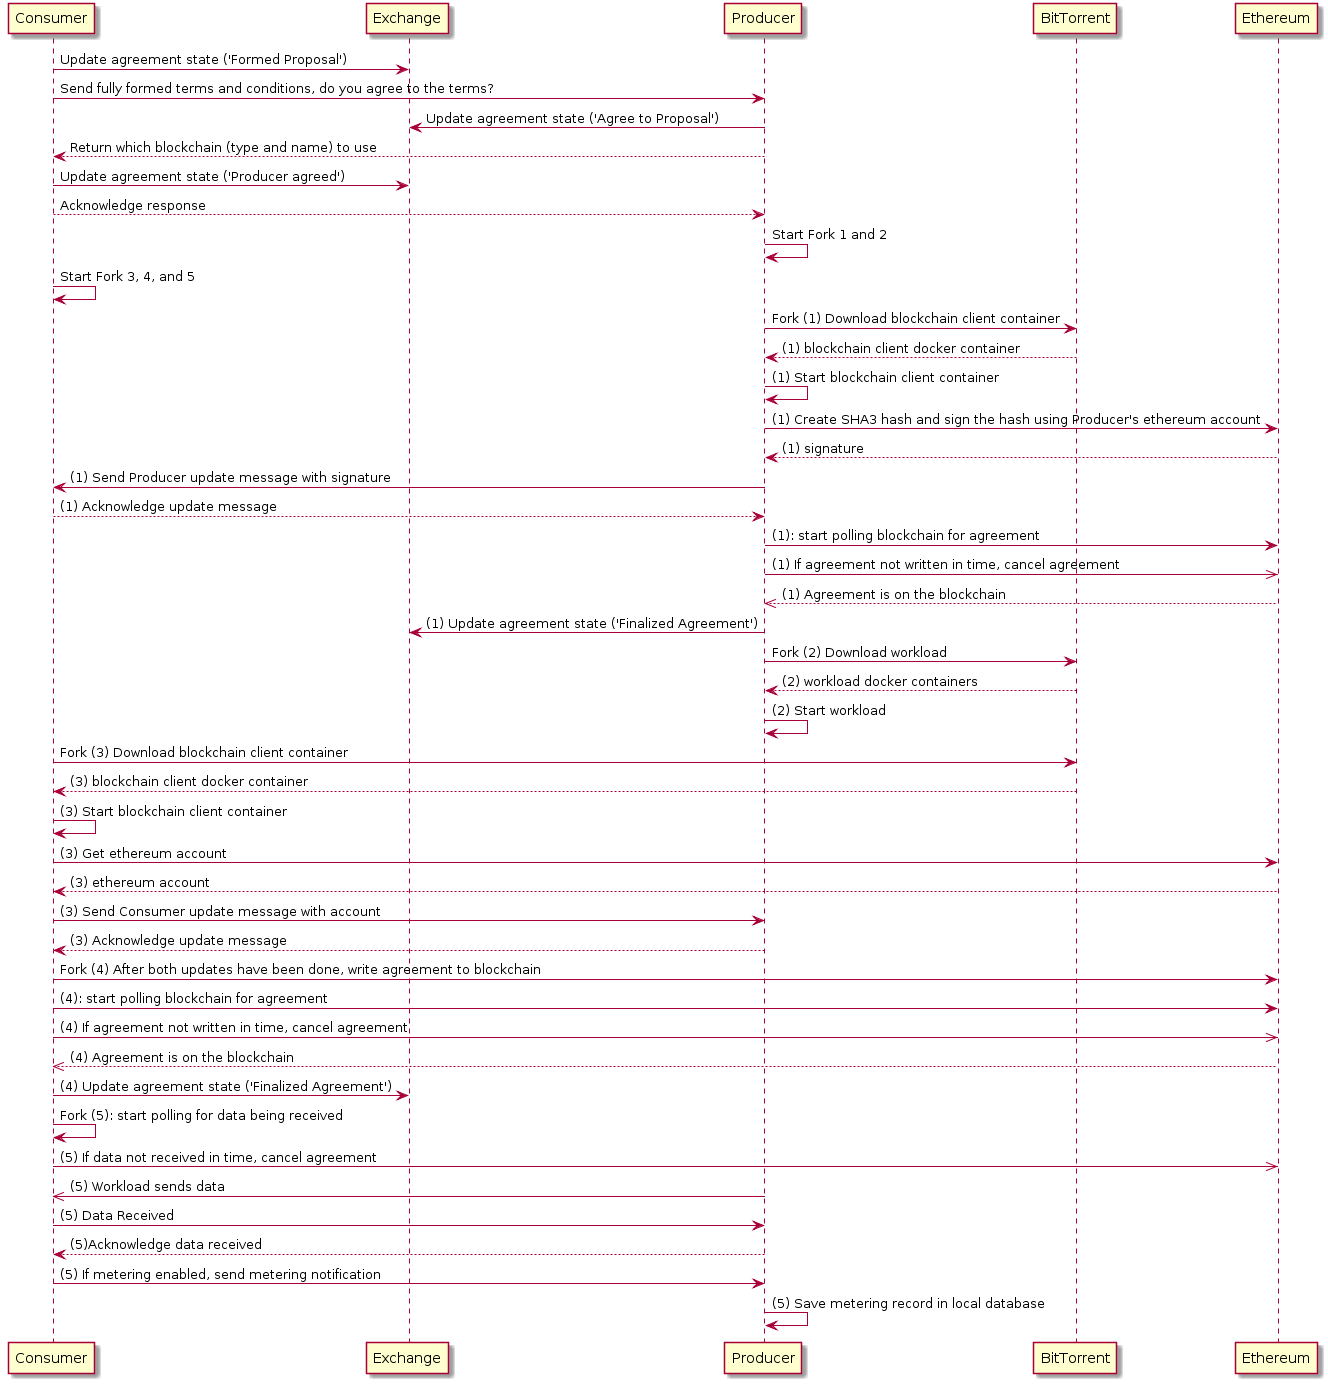 Consumer
Exchange
Producer
BitTorrent
Ethereum
Update agreement state ('Formed Proposal')
Send fully formed terms and conditions, do you agree to the terms?
Update agreement state ('Agree to Proposal')
Return which blockchain (type and name) to use
Update agreement state ('Producer agreed')
Acknowledge response
Start Fork 1 and 2
Start Fork 3, 4, and 5
Fork (1) Download blockchain client container
(1) blockchain client docker container
(1) Start blockchain client container
(1) Create SHA3 hash and sign the hash using Producer's ethereum account
(1) signature
(1) Send Producer update message with signature
(1) Acknowledge update message
(1): start polling blockchain for agreement
(1) If agreement not written in time, cancel agreement
(1) Agreement is on the blockchain
(1) Update agreement state ('Finalized Agreement')
Fork (2) Download workload
(2) workload docker containers
(2) Start workload
Fork (3) Download blockchain client container
(3) blockchain client docker container
(3) Start blockchain client container
(3) Get ethereum account
(3) ethereum account
(3) Send Consumer update message with account
(3) Acknowledge update message
Fork (4) After both updates have been done, write agreement to blockchain
(4): start polling blockchain for agreement
(4) If agreement not written in time, cancel agreement
(4) Agreement is on the blockchain
(4) Update agreement state ('Finalized Agreement')
Fork (5): start polling for data being received
(5) If data not received in time, cancel agreement
(5) Workload sends data
(5) Data Received
(5)Acknowledge data received
(5) If metering enabled, send metering notification
(5) Save metering record in local database
Consumer
Exchange
Producer
BitTorrent
Ethereum